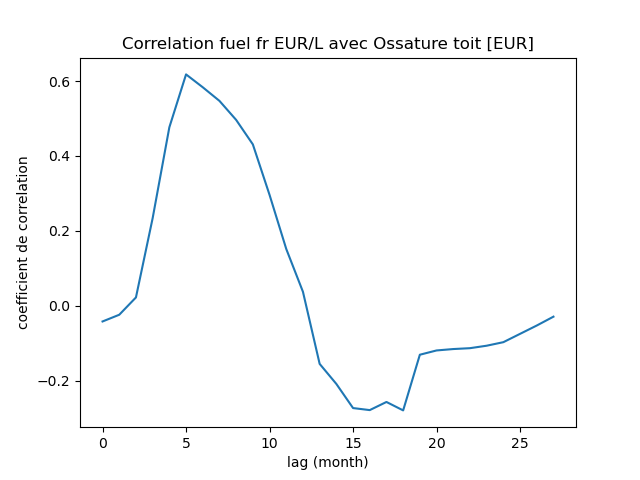 Correlation fuel fr EUR/L avec Ossature toit [EUR]
0.6
0.4
0.2
0.0
−0.2
coefficient de correlation
0 5 10 15 20 25
lag (month)